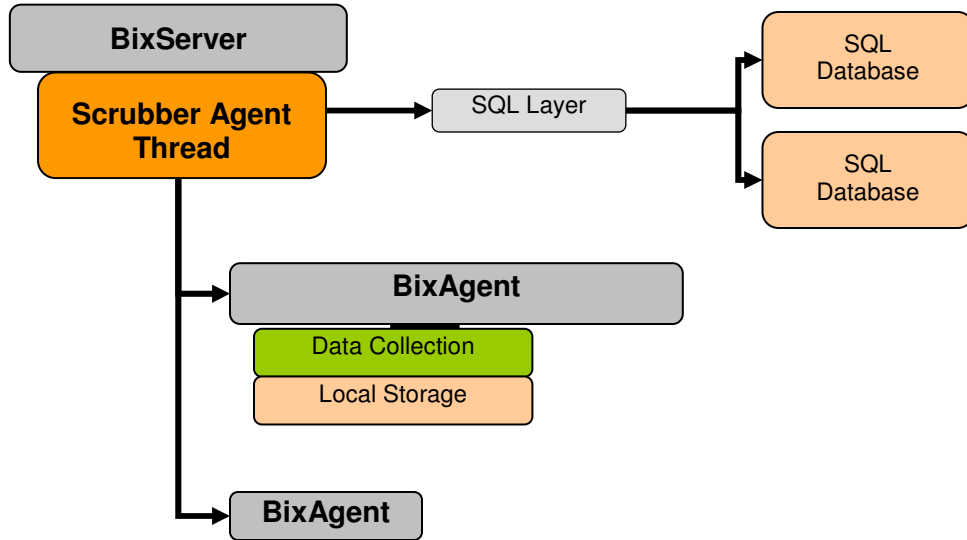 BixServer
Scrubber Agent
Thread
SQL Layer
SQL
Database
SQL
Database
BixAgent
Data Collection
Local Storage
BixAgent